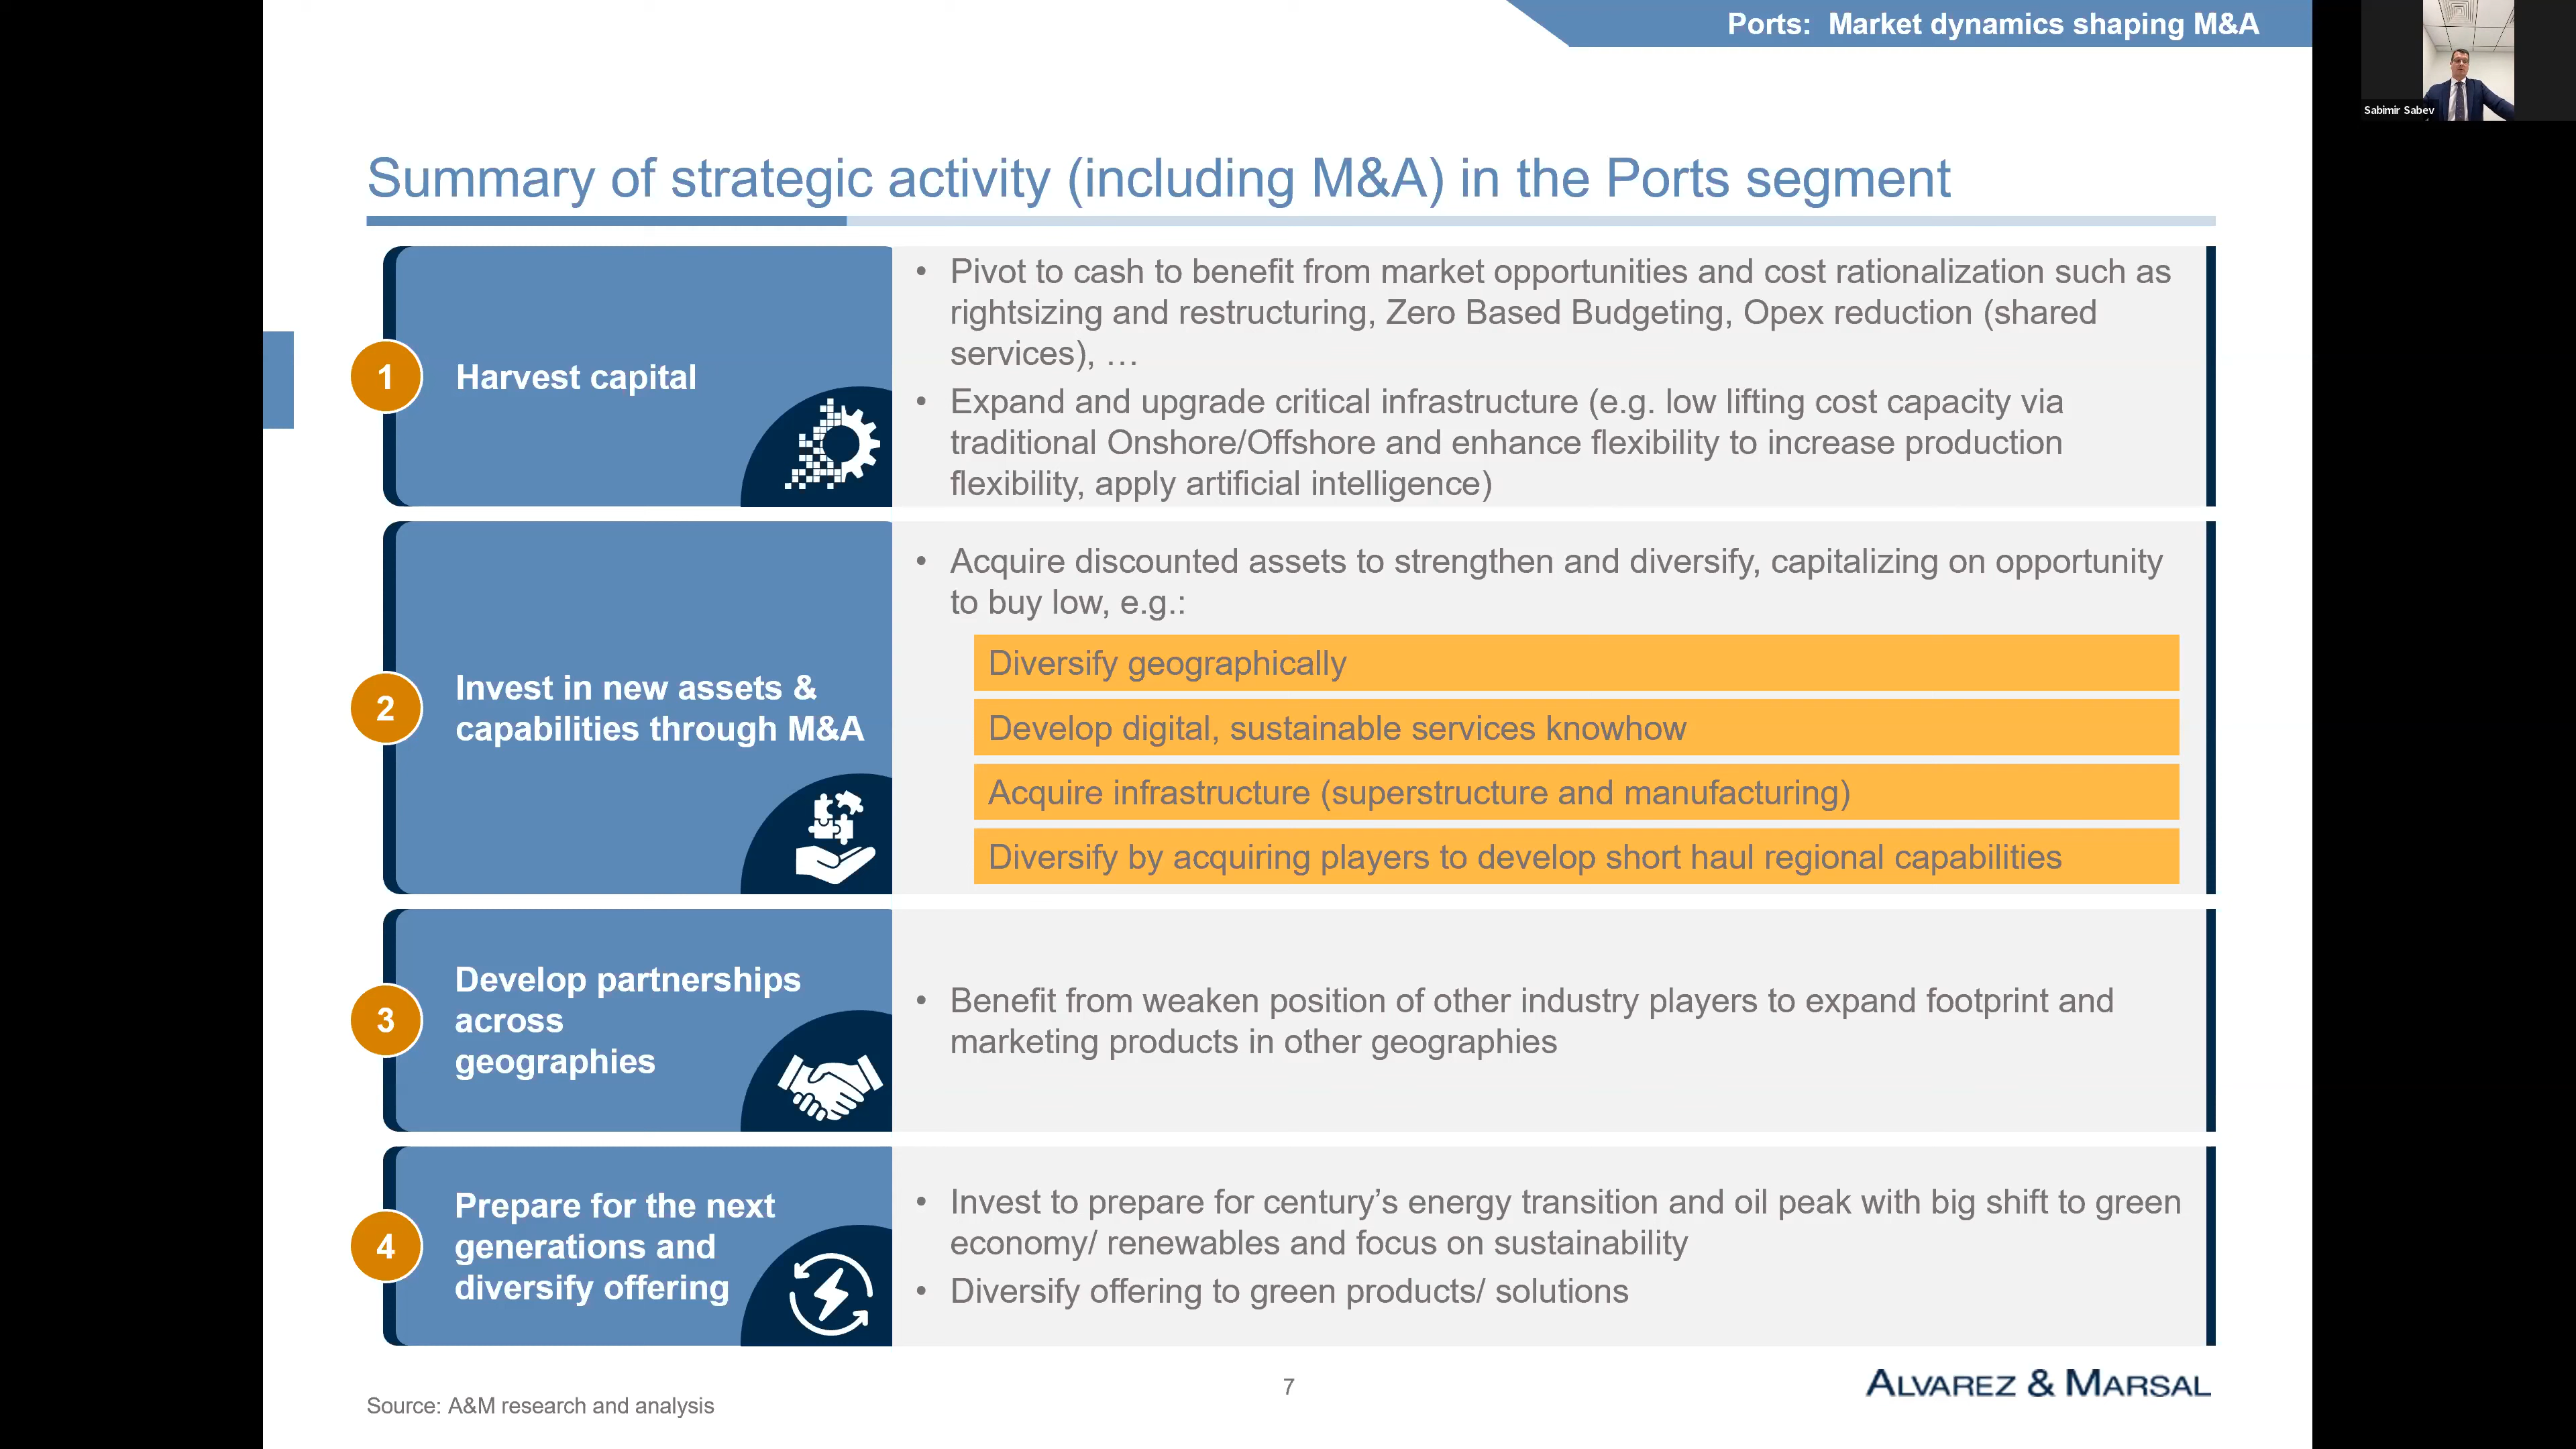 Ports:  Market dynamics shaping M&A
Sabimir Sabev
Summary of strategic activity (including M&A) in the Ports segment
1
Harvest capital
• Pivot to cash to benefit from market opportunities and cost rationalization such as
rightsizing and restructuring, Zero Based Budgeting, Opex reduction (shared
services), …
• Expand and upgrade critical infrastructure (e.g. low lifting cost capacity via
traditional Onshore/Offshore and enhance flexibility to increase production
flexibility, apply artificial intelligence)
2
Invest in new assets &
capabilities through M&A
• Acquire discounted assets to strengthen and diversify, capitalizing on opportunity
to buy low, e.g.:
Diversify geographically
Develop digital, sustainable services knowhow
Acquire infrastructure (superstructure and manufacturing)
Diversify by acquiring players to develop short haul regional capabilities
3
Develop partnerships
across
geographies
• Benefit from weaken position of other industry players to expand footprint and
marketing products in other geographies
4
Prepare for the next
generations and
diversify offering
• Invest to prepare for century’s energy transition and oil peak with big shift to green
economy/ renewables and focus on sustainability
• Diversify offering to green products/ solutions
Source: A&M research and analysis
7
ALVAREZ & MARSAL